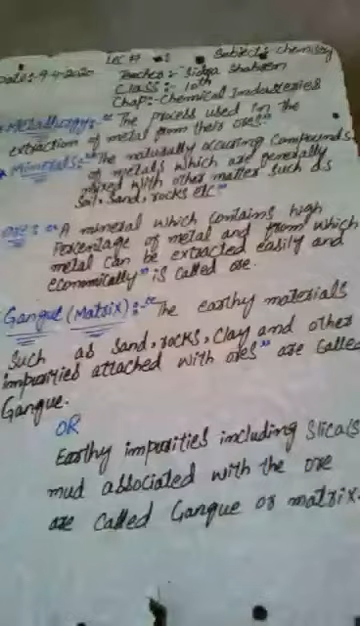 Lec # Subject: chemistry
Date: 9-4-2020 Teacher: Sidra Shaheen
Class:- 10th
Chap:- Chemical Industries
Metallurgy:- "The process used for the
extraction of metal from their ores"
Minerals:- "The naturally occurring compounds
of metals which are generally
mixed with other matter such as
soil, sand, rocks etc"
ores "A mineral which contains high
Percentage of metal and from which
metal can be extracted easily and
economically" is called ore.
Gangue (Matrix):- "The earthy materials
Such as sand, rocks, clay and other
impurities attached with ores" are called
Gangue.
OR
Earthy impurities including Slicals
mud associated with the ore
are called Gangue or matrix.